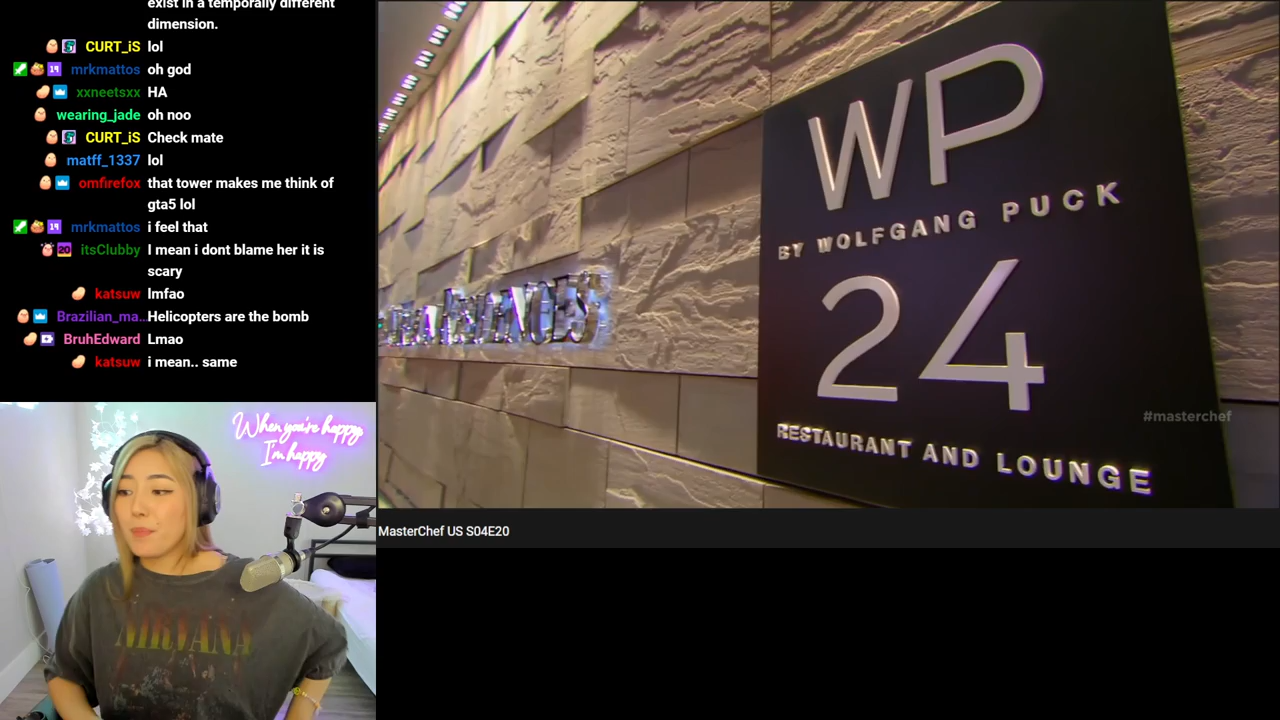 exist in a temporally different
dimension.
CURT_iS lol
mrkmattos oh god
xxneetsxx HA
wearing_jade oh noo
CURT_iS Check mate
matff_1337 lol
omfirefox that tower makes me think of
gta5 lol
mrkmattos i feel that
itsClubby I mean i dont blame her it is
scary
katsuw lmfao
Brazilian_ma... Helicopters are the bomb
BruhEdward Lmao
katsuw i mean.. same
WP
BY WOLFGANG PUCK
24
RESTAURANT AND LOUNGE
#masterchef
MasterChef US S04E20
When you're happy
I'm happy
NIRVANA